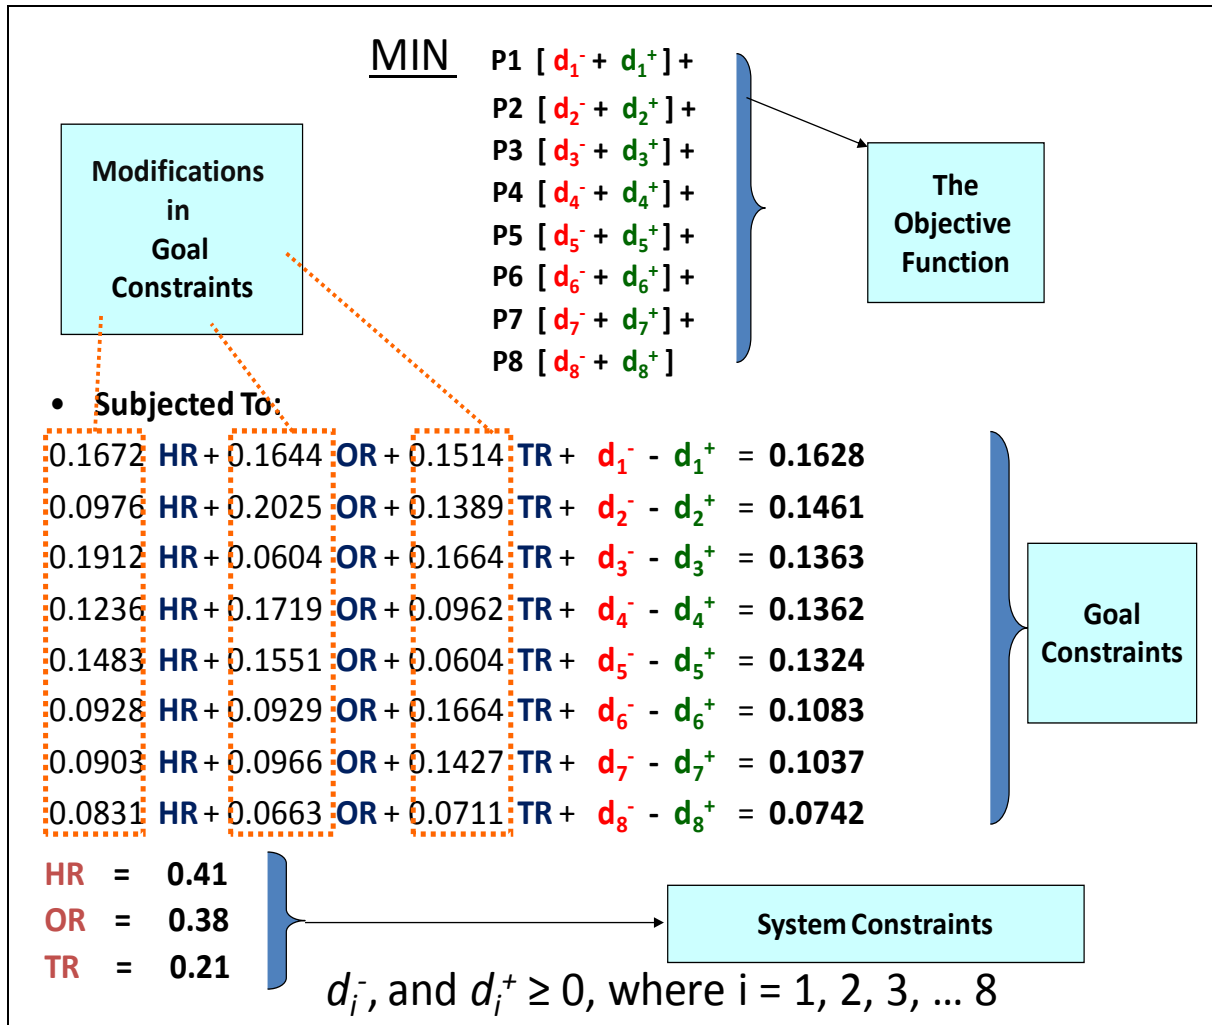 MIN P1 [ d₁⁻ + d₁⁺ ] +
P2 [ d₂⁻ + d₂⁺ ] +
P3 [ d₃⁻ + d₃⁺ ] +
P4 [ d₄⁻ + d₄⁺ ] +
P5 [ d₅⁻ + d₅⁺ ] +
P6 [ d₆⁻ + d₆⁺ ] +
P7 [ d₇⁻ + d₇⁺ ] +
P8 [ d₈⁻ + d₈⁺ ]
Modifications
in
Goal
Constraints
The
Objective
Function
• Subjected To:
0.1672 HR + 0.1644 OR + 0.1514 TR + d₁⁻ - d₁⁺ = 0.1628
0.0976 HR + 0.2025 OR + 0.1389 TR + d₂⁻ - d₂⁺ = 0.1461
0.1912 HR + 0.0604 OR + 0.1664 TR + d₃⁻ - d₃⁺ = 0.1363
0.1236 HR + 0.1719 OR + 0.0962 TR + d₄⁻ - d₄⁺ = 0.1362
0.1483 HR + 0.1551 OR + 0.0604 TR + d₅⁻ - d₅⁺ = 0.1324
0.0928 HR + 0.0929 OR + 0.1664 TR + d₆⁻ - d₆⁺ = 0.1083
0.0903 HR + 0.0966 OR + 0.1427 TR + d₇⁻ - d₇⁺ = 0.1037
0.0831 HR + 0.0663 OR + 0.0711 TR + d₈⁻ - d₈⁺ = 0.0742
Goal
Constraints
HR = 0.41
OR = 0.38
TR = 0.21
System Constraints
dᵢ⁻, and dᵢ⁺ ≥ 0, where i = 1, 2, 3, ... 8